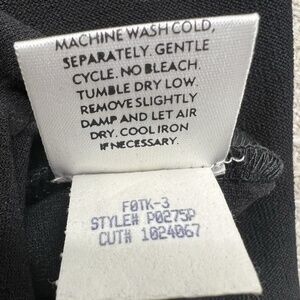 MACHINE WASH COLD,
SEPARATELY. GENTLE
CYCLE. NO BLEACH.
TUMBLE DRY LOW.
REMOVE SLIGHTLY
DAMP AND LET AIR
DRY. COOL IRON
IF NECESSARY.
F0TK-3
STYLE# P0275P
CUT# 1024067